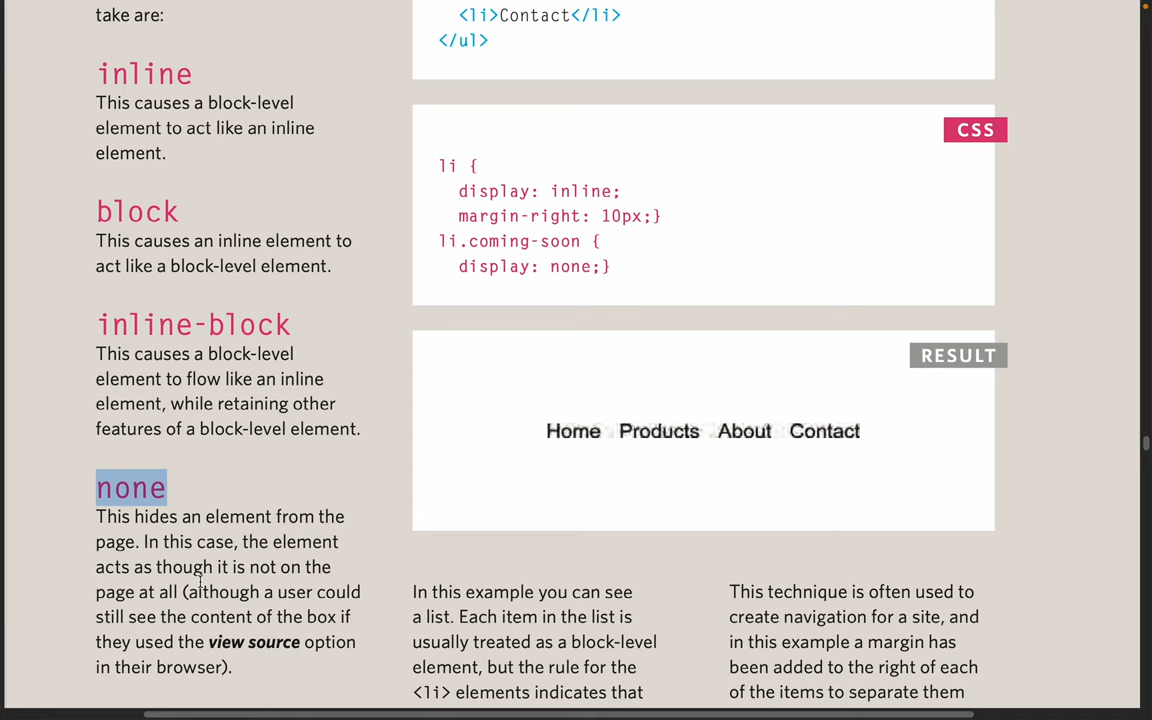 take are:
inline
This causes a block-level
element to act like an inline
element.
block
This causes an inline element to
act like a block-level element.
inline-block
This causes a block-level
element to flow like an inline
element, while retaining other
features of a block-level element.
none
This hides an element from the
page. In this case, the element
acts as though it is not on the
page at all (although a user could
still see the content of the box if
they used the view source option
in their browser).
<li>Contact</li>
</ul>
CSS
li {
display: inline;
margin-right: 10px;}
li.coming-soon {
display: none;}
RESULT
Home Products About Contact
In this example you can see
a list. Each item in the list is
usually treated as a block-level
element, but the rule for the
<li> elements indicates that
This technique is often used to
create navigation for a site, and
in this example a margin has
been added to the right of each
of the items to separate them